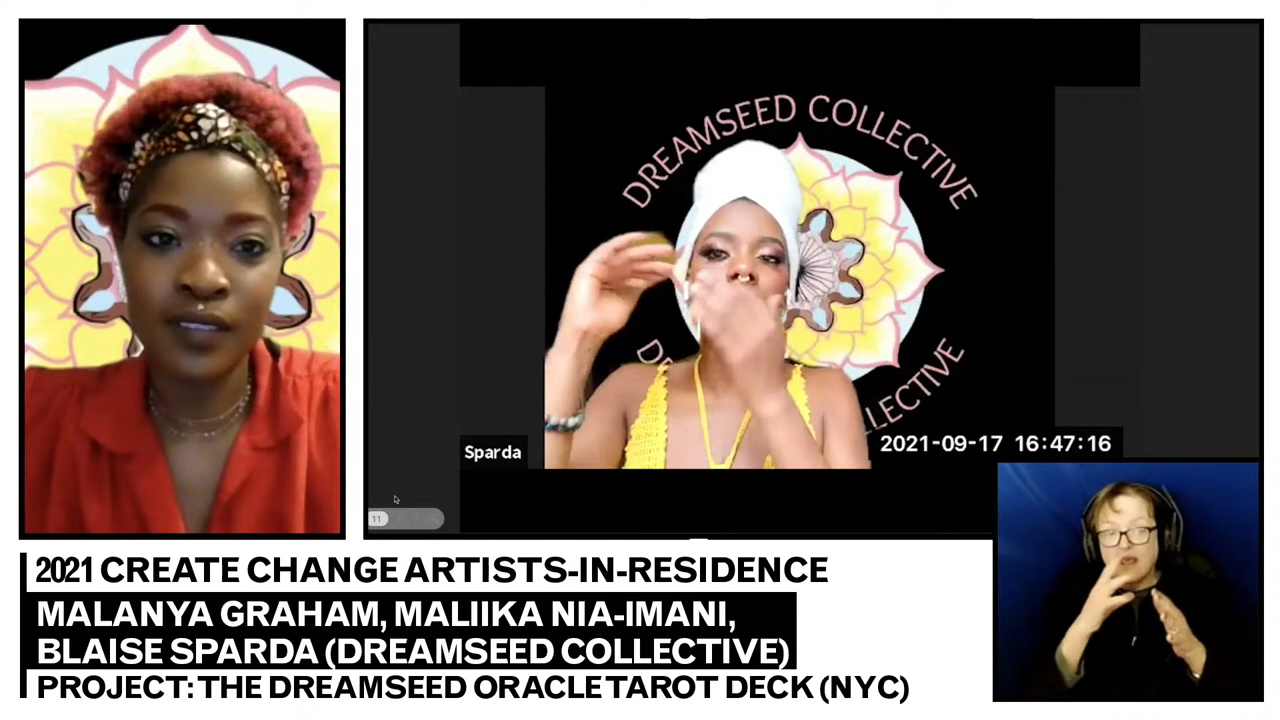 DREAMSEED COLLECTIVE
LLECTIVE
Sparda
2021-09-17 16:47:16
11
2021 CREATE CHANGE ARTISTS-IN-RESIDENCE
MALANYA GRAHAM, MALIIKA NIA-IMANI,
BLAISE SPARDA (DREAMSEED COLLECTIVE)
PROJECT: THE DREAMSEED ORACLE TAROT DECK (NYC)